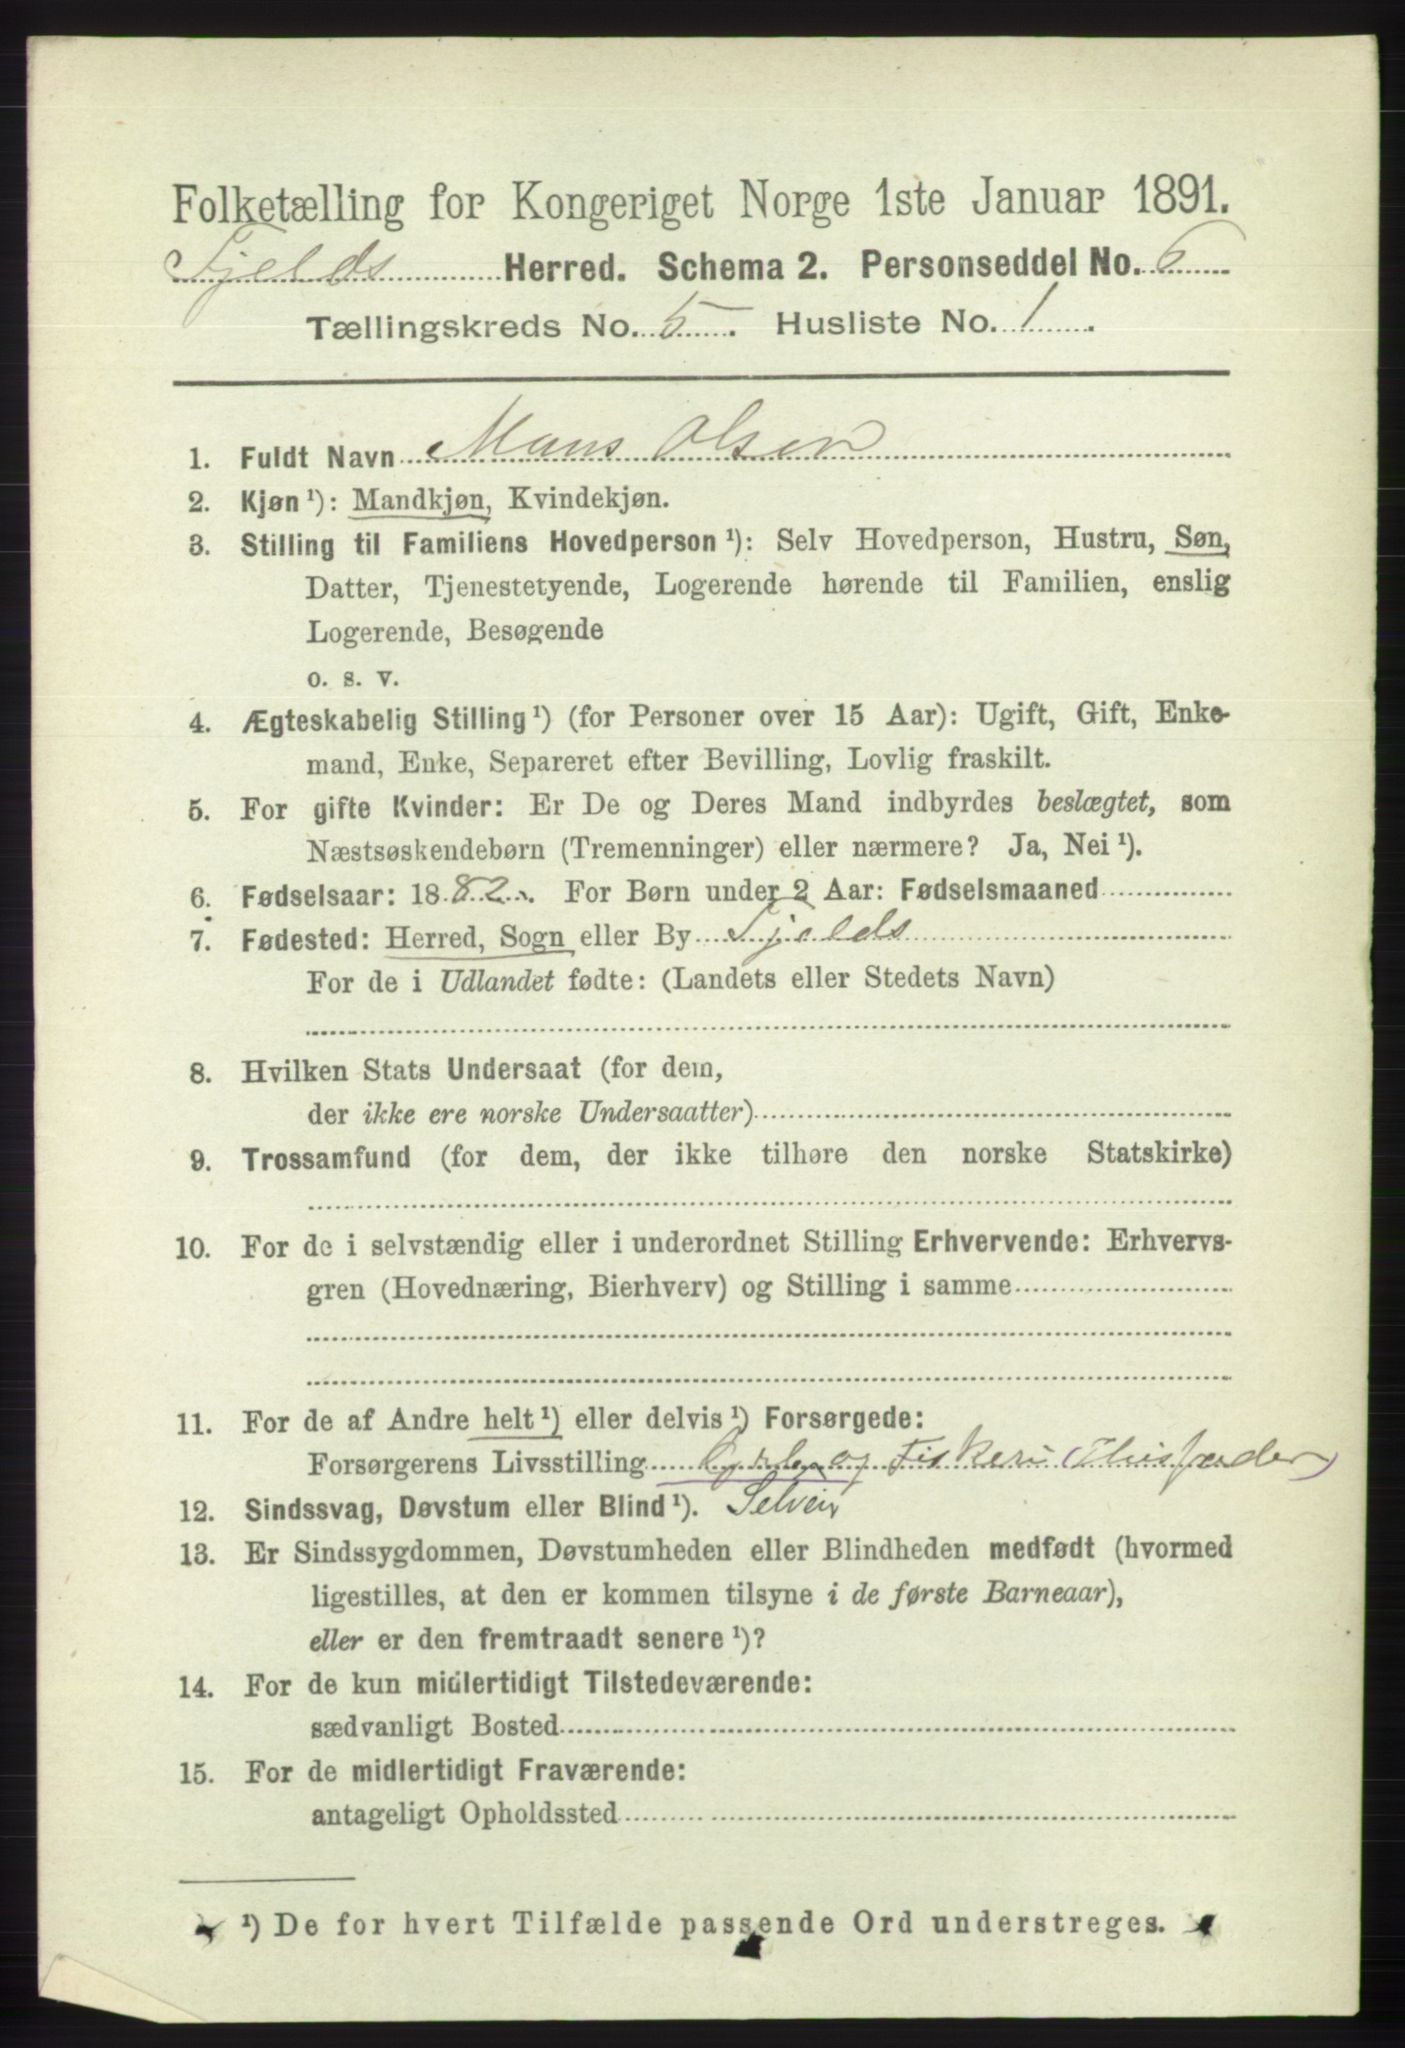 Folketælling for Kongeriget Norge 1ste Januar 1891.
Fjelds Herred. Schema 2. Personseddel No. 6
Tællingskreds No. 5. Husliste No. 1.
1. Fuldt Navn Mons Olsen
2. Kjøn ¹): Mandkjøn, Kvindekjøn.
3. Stilling til Familiens Hovedperson ¹): Selv Hovedperson, Hustru, Søn,
Datter, Tjenestetyende, Logerende hørende til Familien, enslig
Logerende, Besøgende
o. s. v.
4. Ægteskabelig Stilling ¹) (for Personer over 15 Aar): Ugift, Gift, Enke-
mand, Enke, Separeret efter Bevilling, Lovlig fraskilt.
5. For gifte Kvinder: Er De og Deres Mand indbyrdes beslægtet, som
Næstsøskendebørn (Tremenninger) eller nærmere? Ja, Nei ¹).
6. Fødselsaar: 1882. For Børn under 2 Aar: Fødselsmaaned
7. Fødested: Herred, Sogn eller By Fjelds
For de i Udlandet fødte: (Landets eller Stedets Navn)
8. Hvilken Stats Undersaat (for dem,
der ikke ere norske Undersaatter)
9. Trossamfund (for dem, der ikke tilhøre den norske Statskirke)
10. For de i selvstændig eller i underordnet Stilling Erhvervende: Erhvervs-
gren (Hovednæring, Bierhverv) og Stilling i samme
11. For de af Andre helt ¹) eller delvis ¹) Forsørgede:
Forsørgerens Livsstilling og Fiskeri
12. Sindssvag, Døvstum eller Blind ¹). Selveir
13. Er Sindssygdommen, Døvstumheden eller Blindheden medfødt (hvormed
ligestilles, at den er kommen tilsyne i de første Barneaar),
eller er den fremtraadt senere ¹)?
14. For de kun midlertidigt Tilstedeværende:
sædvanligt Bosted
15. For de midlertidigt Fraværende:
antageligt Opholdssted
¹) De for hvert Tilfælde passende Ord understreges.